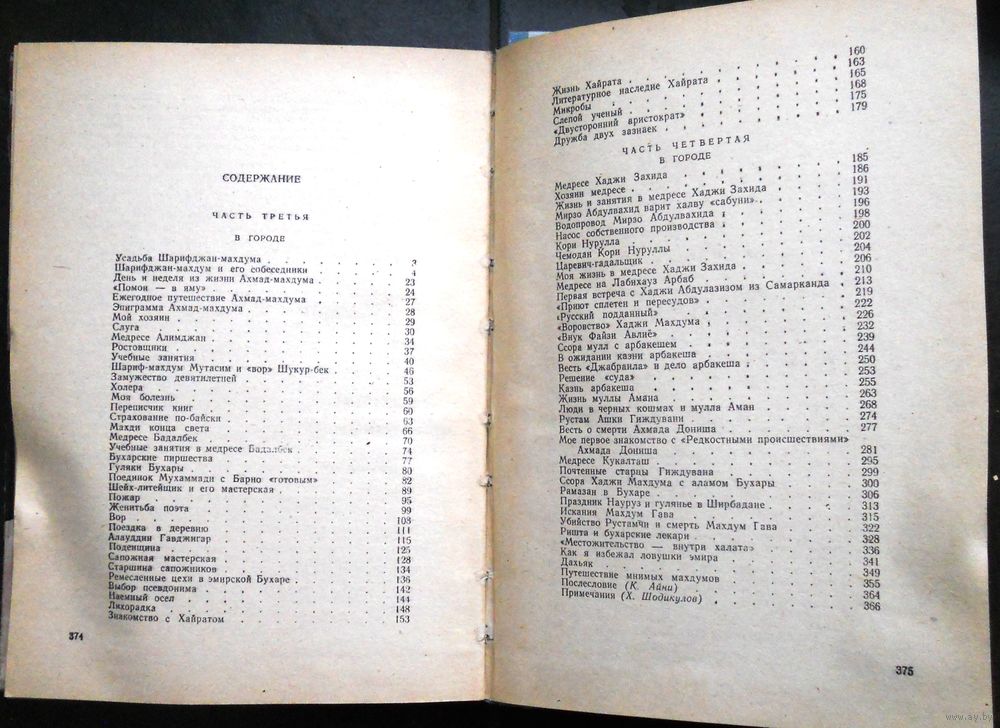 СОДЕРЖАНИЕ
ЧАСТЬ ТРЕТЬЯ
В ГОРОДЕ
Усадьба Шарифджан-махдума . . . 3
Шарифджан-махдум и его собеседники . . . 4
День и неделя из жизни Ахмад-махдума . . . 23
«Помои — в яму» . . . 24
Ежегодное путешествие Ахмад-махдума . . . 27
Эпиграмма Ахмад-махдума . . . 28
Мой хозяин . . . 29
Слуга . . . 30
Медресе Алимджан . . . 34
Ростовщики . . . 37
Учебные занятия . . . 40
Шариф-махдум Мутасим и «вор» Шукур-бек . . . 46
Замужество девятилетней . . . 53
Холера . . . 56
Моя болезнь . . . 59
Переписчик книг . . . 60
Страхование по-байски . . . 63
Махди конца света . . . 66
Медресе Бадалбек . . . 70
Учебные занятия в медресе Бадалбек . . . 74
Бухарские пиршества . . . 77
Гуляки Бухары . . . 80
Поединок Мухаммади с Барно «готовым» . . . 82
Шейх-литейщик и его мастерская . . . 89
Пожар . . . 95
Женитьба поэта . . . 99
Вор . . . 108
Поездка в деревню . . . 111
Алауддин Гавджигар . . . 115
Поденщина . . . 125
Сапожная мастерская . . . 128
Старшина сапожников . . . 134
Ремесленные цехи в эмирской Бухаре . . . 136
Выбор псевдонима . . . 142
Наемный осел . . . 144
Лихорадка . . . 148
Знакомство с Хайратом . . . 153
374
Жизнь Хайрата . . . 160
Литературное наследие Хайрата . . . 163
Микробы . . . 165
Слепой ученый . . . 168
«Двусторонний аристократ» . . . 175
Дружба двух зазнаек . . . 179
ЧАСТЬ ЧЕТВЕРТАЯ
В ГОРОДЕ
Медресе Хаджи Захида . . . 185
Хозяин медресе . . . 186
Жизнь и занятия в медресе Хаджи Захида . . . 191
Мирзо Абдулвахид варит халву «сабуни» . . . 193
Водопровод Мирзо Абдулвахида . . . 196
Насос собственного производства . . . 198
Кори Нурулла . . . 200
Чемодан Кори Нуруллы . . . 202
Царевич-гадальщик . . . 204
Моя жизнь в медресе Хаджи Захида . . . 206
Медресе на Лабихауз Арбаб . . . 210
Первая встреча с Хаджи Абдулазизом из Самарканда . . . 213
«Приют сплетен и пересудов» . . . 219
«Русский подданный» . . . 222
«Воровство» Хаджи Махдума . . . 226
«Внук Файзи Авлиё» . . . 232
Ссора мулл с арбакешем . . . 239
В ожидании казни арбакеша . . . 244
Весть «Джабраила» и дело арбакеша . . . 250
Решение «суда» . . . 253
Казнь арбакеша . . . 255
Жизнь муллы Амана . . . 263
Люди в черных кошмах и мулла Аман . . . 268
Рустам Ашки Гиждувани . . . 274
Весть о смерти Ахмада Дониша . . . 277
Мое первое знакомство с «Редкостными происшествиями»
Ахмада Дониша . . . 281
Медресе Кукалташ . . . 295
Почтенные старцы Гиждувана . . . 299
Ссора Хаджи Махдума с аламом Бухары . . . 300
Рамазан в Бухаре . . . 306
Праздник Науруз и гулянье в Ширбадане . . . 313
Искания Махдум Гава . . . 315
Убийство Рустамчи и смерть Махдум Гава . . . 322
Ришта и бухарские лекари . . . 328
«Местожительство — внутри халата» . . . 336
Как я избежал ловушки эмира . . . 341
Дахъяк . . . 349
Путешествие мнимых махдумов . . . 355
Послесловие (К. Айни) . . . 364
Примечания (Х. Шодикулов) . . . 366
375
www.ay.by